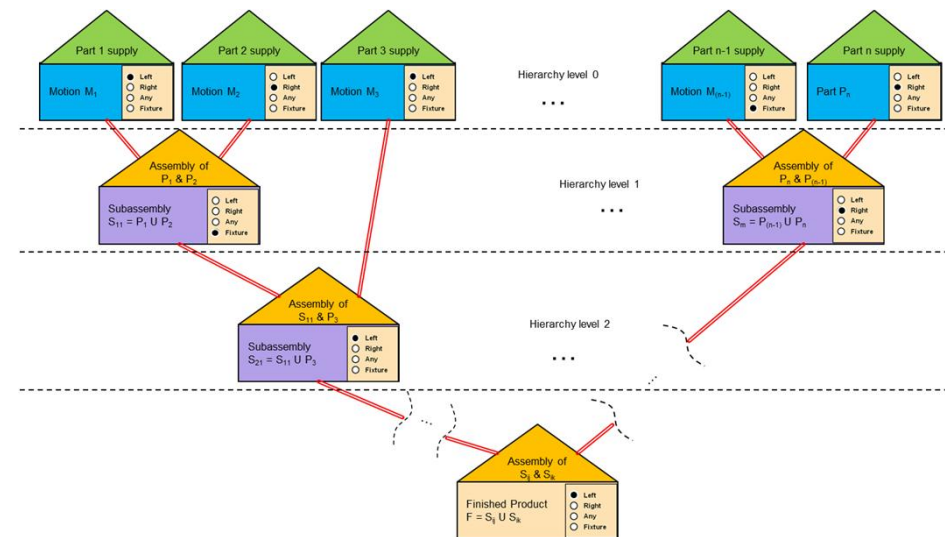 Part 1 supply
Part 2 supply
Part 3 supply
Part n-1 supply
Part n supply
Motion M₁
Left
Right
Any
Fixture
Motion M₂
Left
Right
Any
Fixture
Motion M₃
Left
Right
Any
Fixture
Hierarchy level 0
...
Motion M₍ₙ₋₁₎
Left
Right
Any
Fixture
Part Pₙ
Left
Right
Any
Fixture
Assembly of
P₁ & P₂
Subassembly
S₁₁ = P₁ U P₂
Left
Right
Any
Fixture
Hierarchy level 1
...
Assembly of
Pₙ & P₍ₙ₋₁₎
Subassembly
Sₘ = P₍ₙ₋₁₎ U Pₙ
Left
Right
Any
Fixture
Assembly of
S₁₁ & P₃
Subassembly
S₂₁ = S₁₁ U P₃
Left
Right
Any
Fixture
Hierarchy level 2
...
...
...
Assembly of
Sᵢⱼ & Sₗₖ
Finished Product
F = Sᵢⱼ U Sₗₖ
Left
Right
Any
Fixture